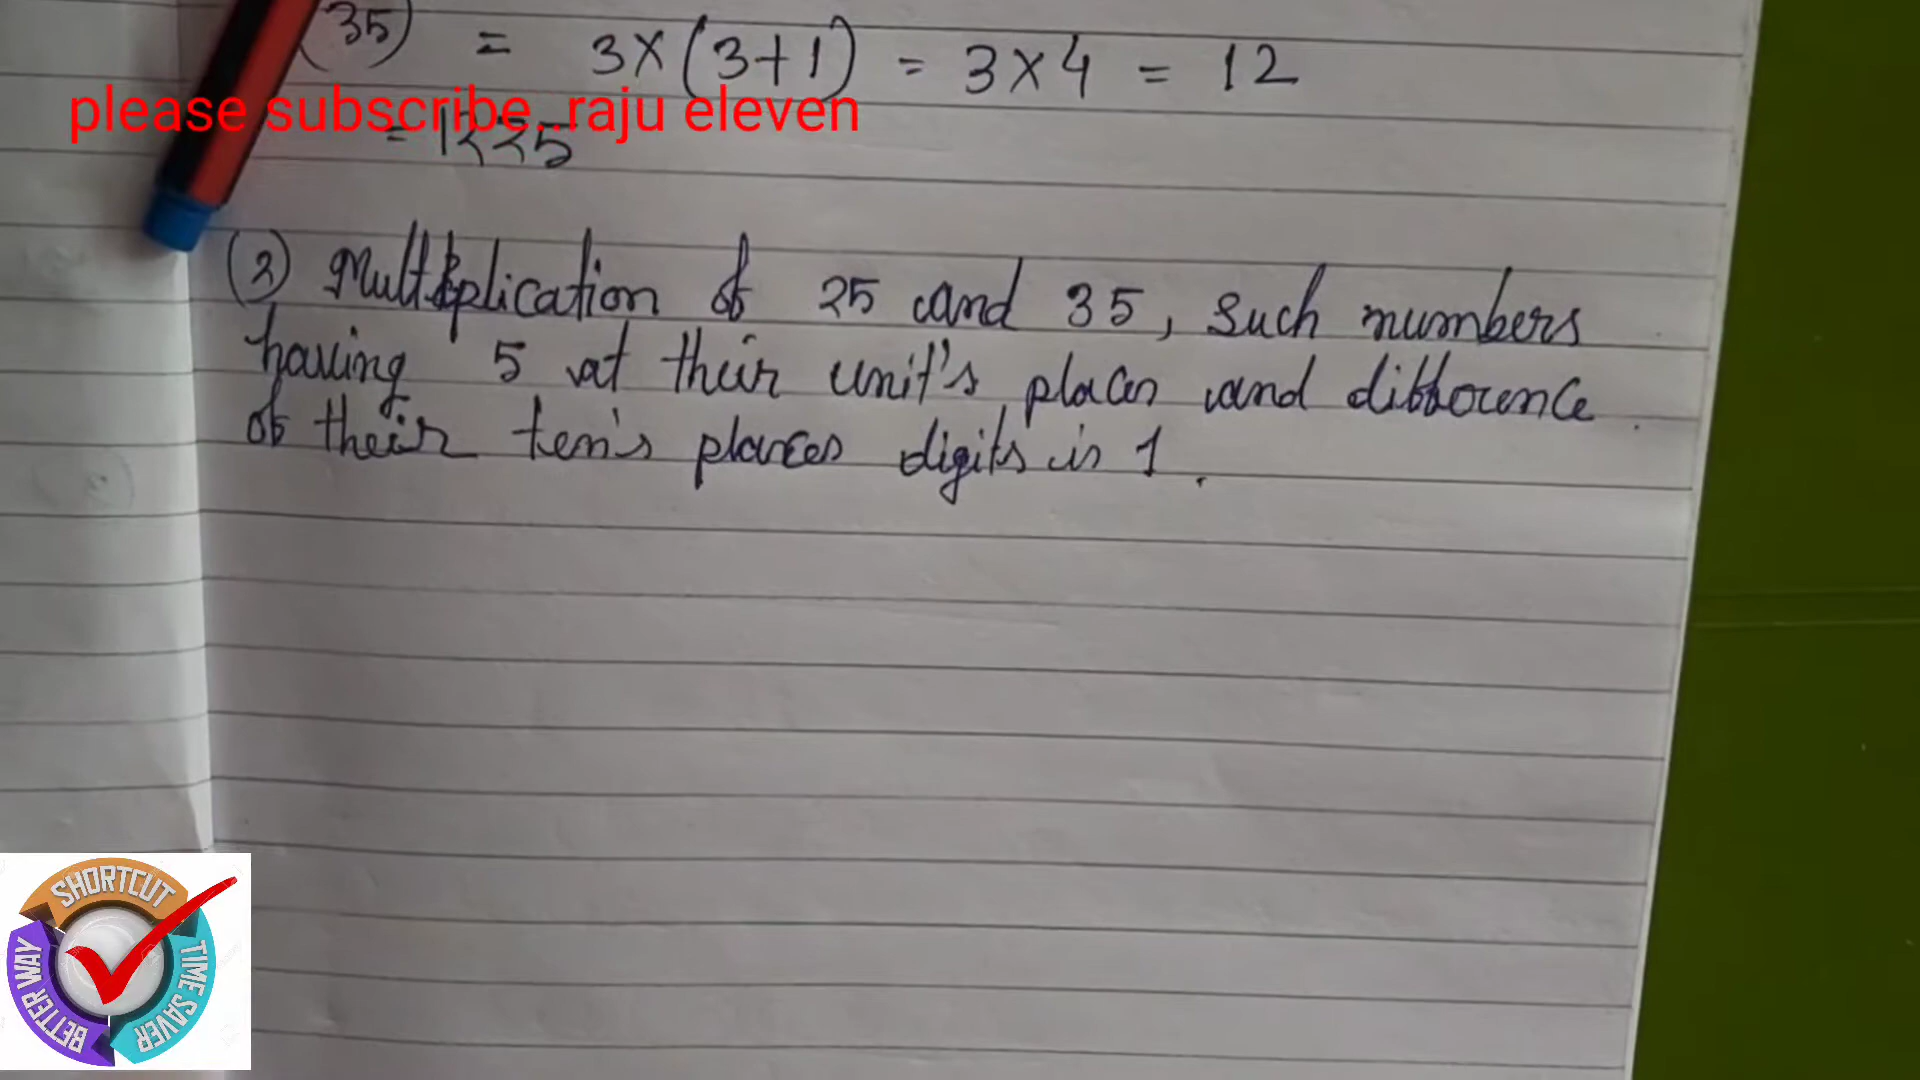 (35) = 3×(3+1) = 3×4 = 12
please subscribe..raju eleven
= 1225
(2) Multiplication of 25 and 35, such numbers
having 5 at their unit's places and difference
of their ten's places digits is 1.
SHORTCUT
BETTER WAY
TIME SAVER